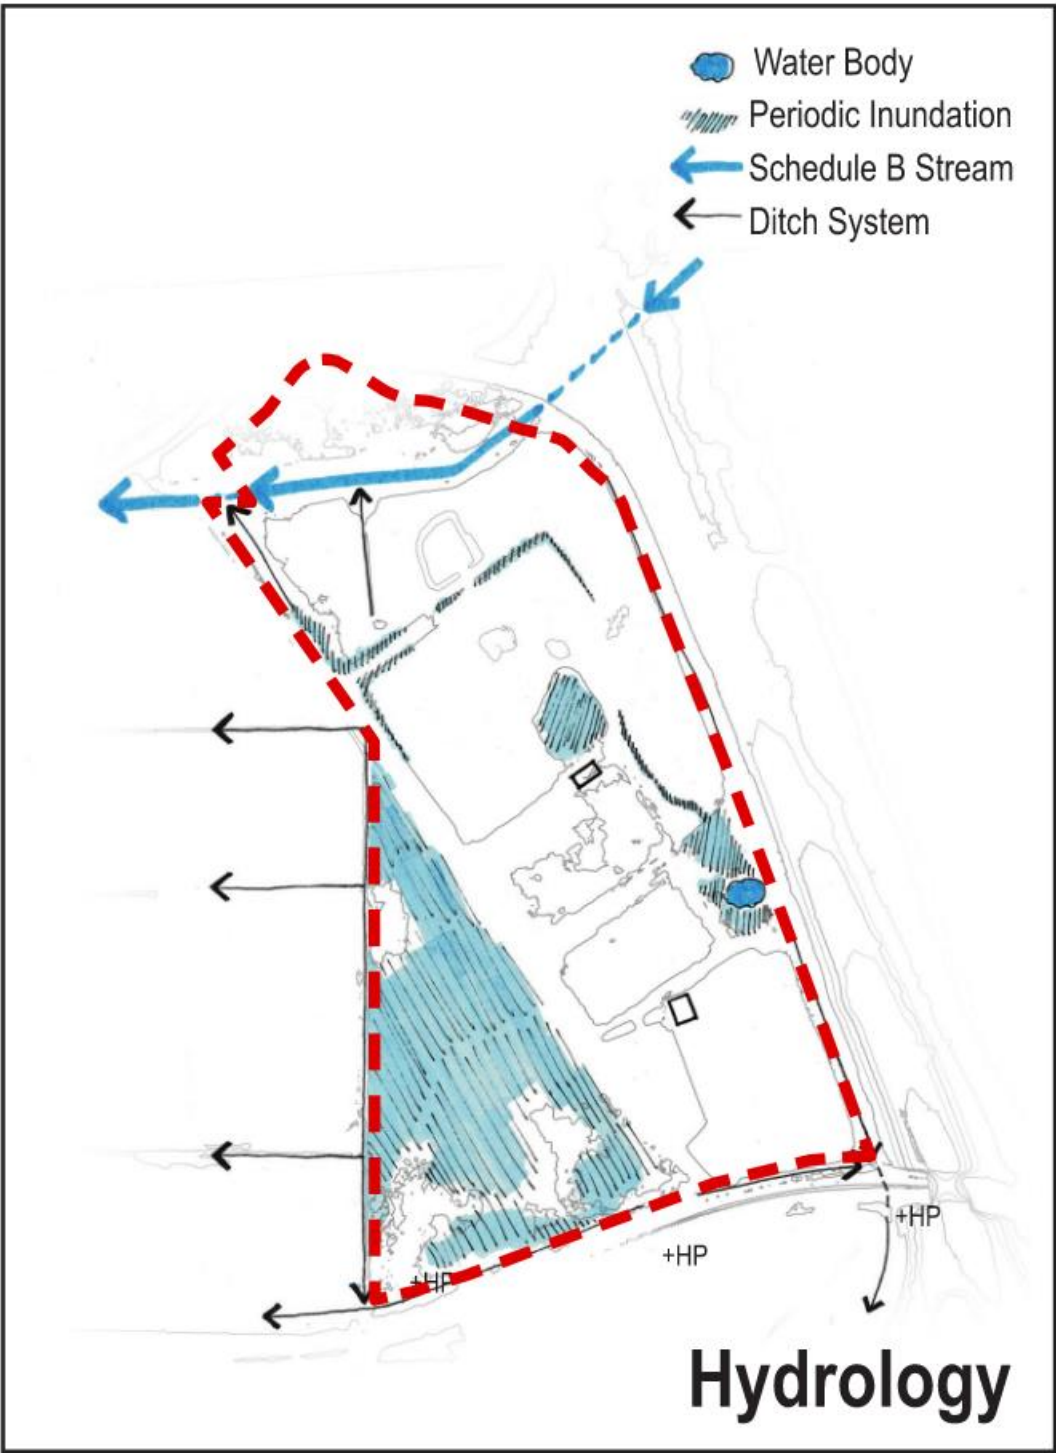 Water Body
Periodic Inundation
Schedule B Stream
Ditch System
+HP
+HP
+HP
Hydrology